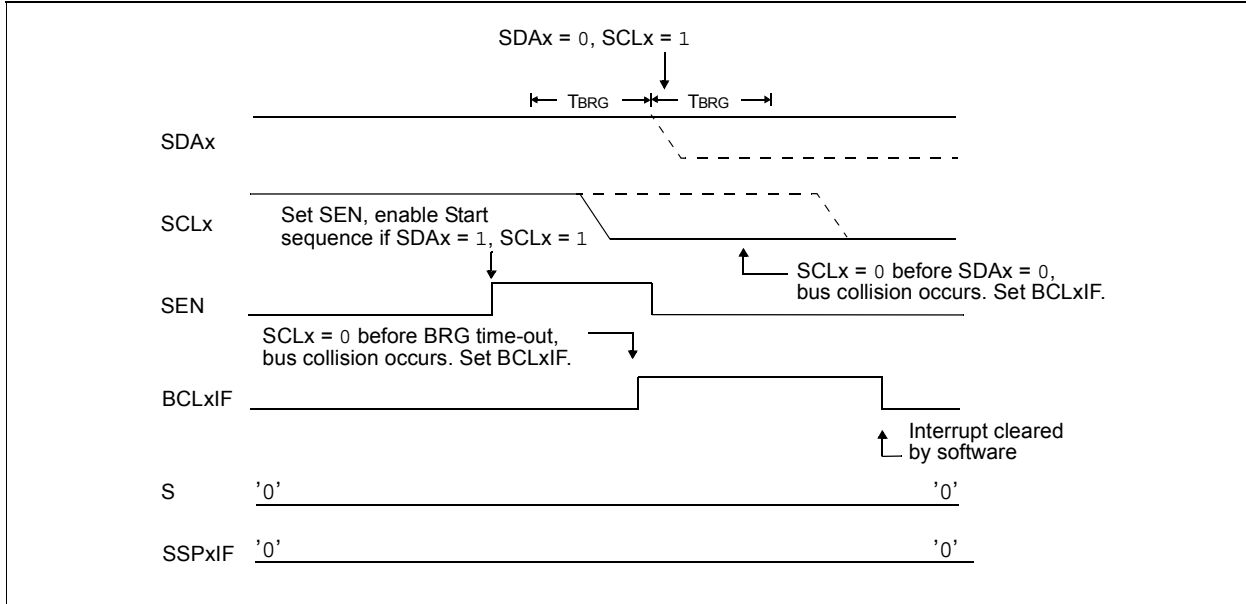 SDAx = 0, SCLx = 1
TBRG TBRG
SDAx
SCLx
Set SEN, enable Start
sequence if SDAx = 1, SCLx = 1
SCLx = 0 before SDAx = 0,
bus collision occurs. Set BCLxIF.
SEN
SCLx = 0 before BRG time-out,
bus collision occurs. Set BCLxIF.
BCLxIF
Interrupt cleared
by software
S '0' '0'
SSPxIF '0' '0'